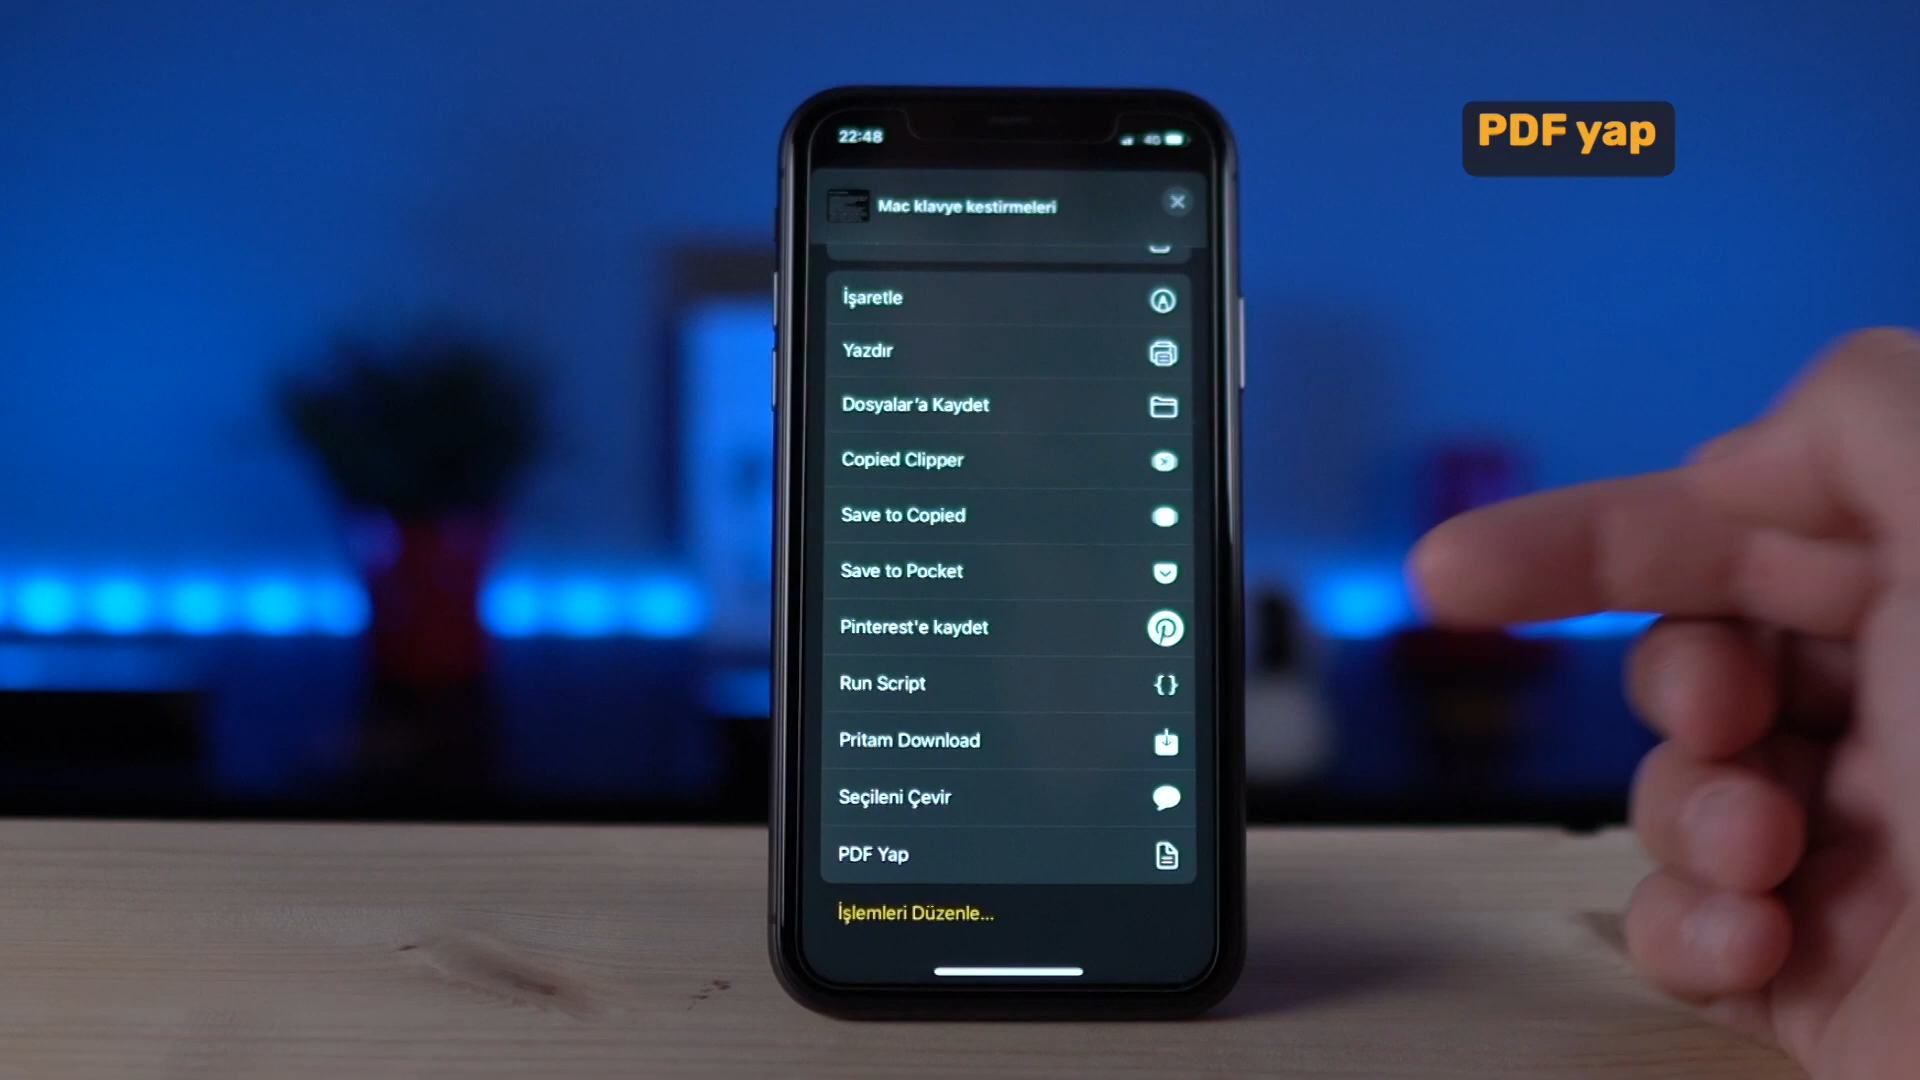 PDF yap
22:48
4G
Mac klavye kestirmeleri
İşaretle
Yazdır
Dosyalar'a Kaydet
Copied Clipper
Save to Copied
Save to Pocket
Pinterest'e kaydet
Run Script
Pritam Download
Seçileni Çevir
PDF Yap
İşlemleri Düzenle...